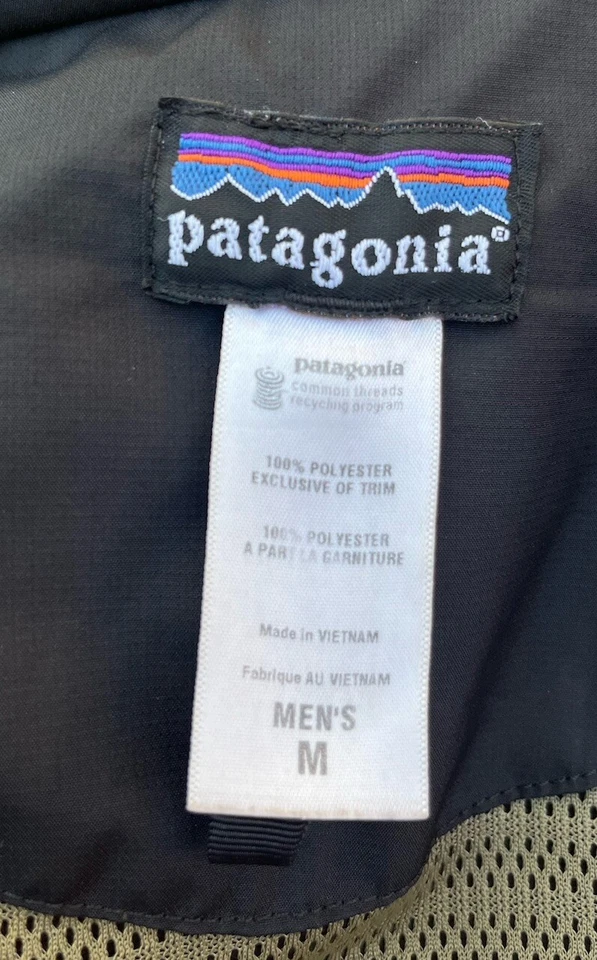 patagonia®
patagonia
common threads
recycling program
100% POLYESTER
EXCLUSIVE OF TRIM
100% POLYESTER
A PART LA GARNITURE
Made in VIETNAM
Fabrique AU VIETNAM
MEN'S
M